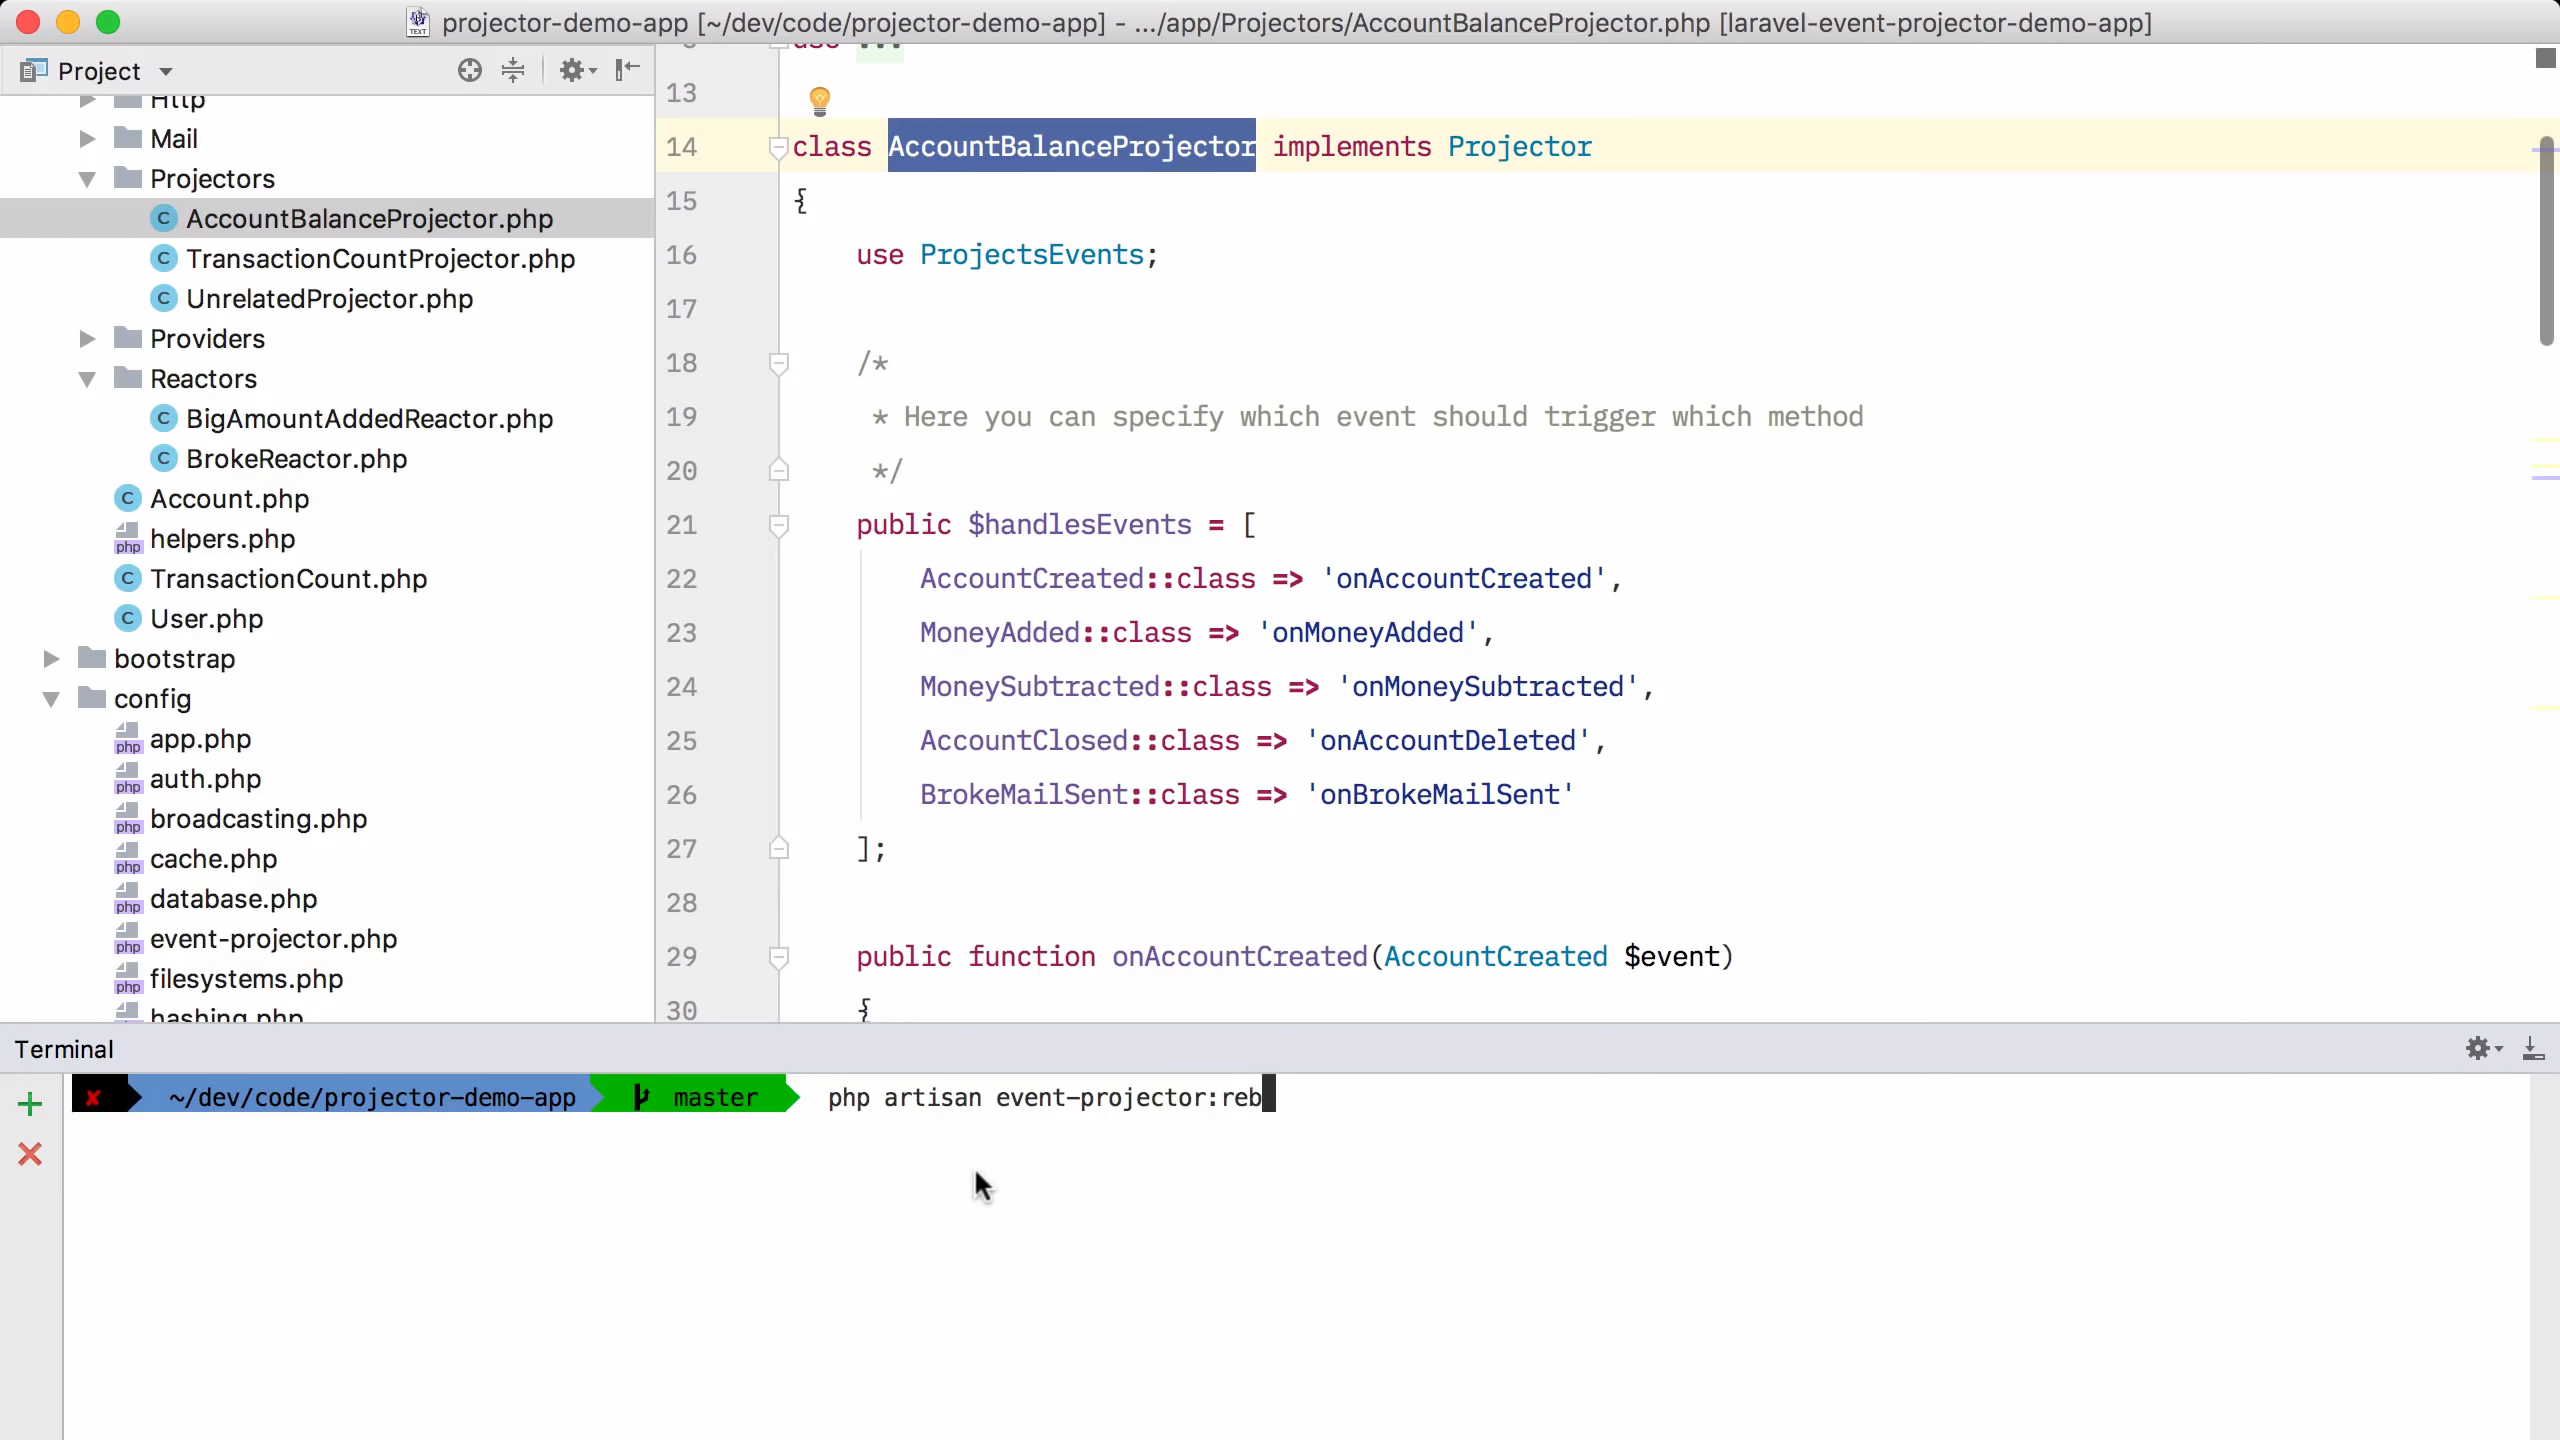 projector-demo-app [~/dev/code/projector-demo-app] - .../app/Projectors/AccountBalanceProjector.php [laravel-event-projector-demo-app]
Project
Http
Mail
Projectors
AccountBalanceProjector.php
TransactionCountProjector.php
UnrelatedProjector.php
Providers
Reactors
BigAmountAddedReactor.php
BrokeReactor.php
Account.php
helpers.php
TransactionCount.php
User.php
bootstrap
config
app.php
auth.php
broadcasting.php
cache.php
database.php
event-projector.php
filesystems.php
hashing.php
use ...
13
14 class AccountBalanceProjector implements Projector
15 {
16 use ProjectsEvents;
17
18 /*
19 * Here you can specify which event should trigger which method
20 */
21 public $handlesEvents = [
22 AccountCreated::class => 'onAccountCreated',
23 MoneyAdded::class => 'onMoneyAdded',
24 MoneySubtracted::class => 'onMoneySubtracted',
25 AccountClosed::class => 'onAccountDeleted',
26 BrokeMailSent::class => 'onBrokeMailSent'
27 ];
28
29 public function onAccountCreated(AccountCreated $event)
30 {
Terminal
✘ ~/dev/code/projector-demo-app master php artisan event-projector:reb